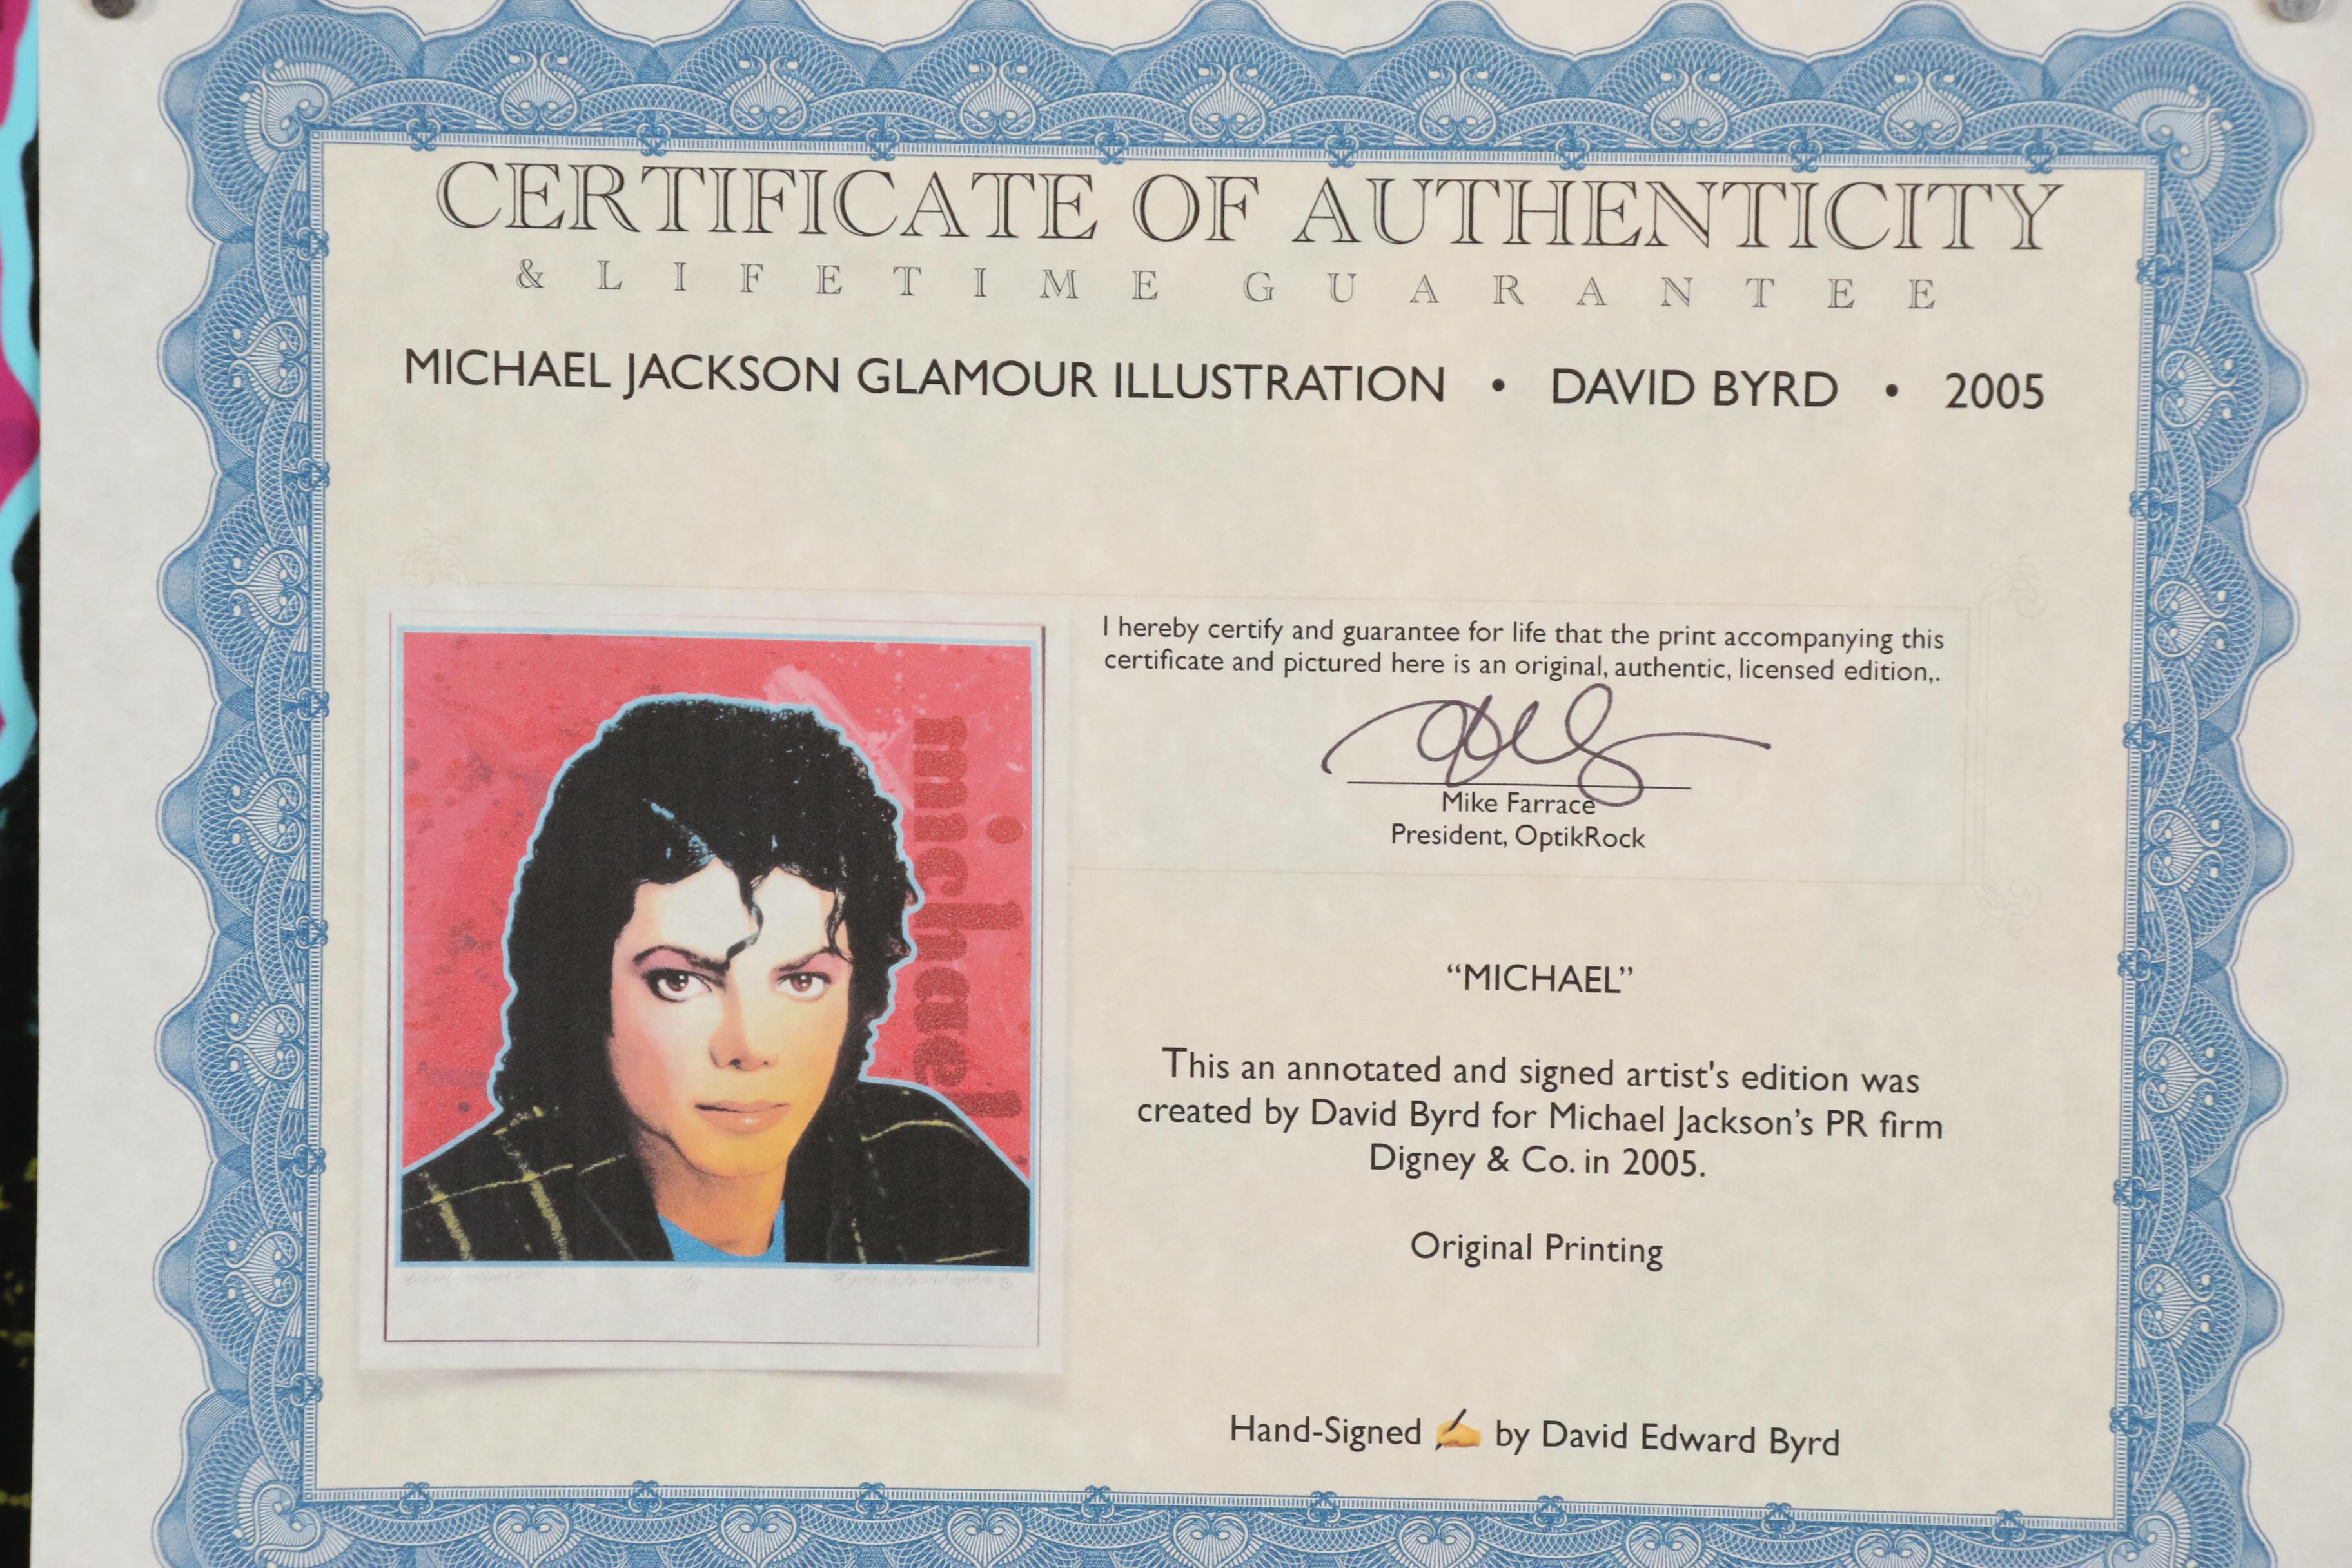 CERTIFICATE OF AUTHENTICITY
& LIFETIME GUARANTEE
MICHAEL JACKSON GLAMOUR ILLUSTRATION • DAVID BYRD • 2005
I hereby certify and guarantee for life that the print accompanying this
certificate and pictured here is an original, authentic, licensed edition,.
Mike Farrace
President, OptikRock
michael
“MICHAEL”
This an annotated and signed artist's edition was
created by David Byrd for Michael Jackson’s PR firm
Digney & Co. in 2005.
Original Printing
Hand-Signed ✍️ by David Edward Byrd